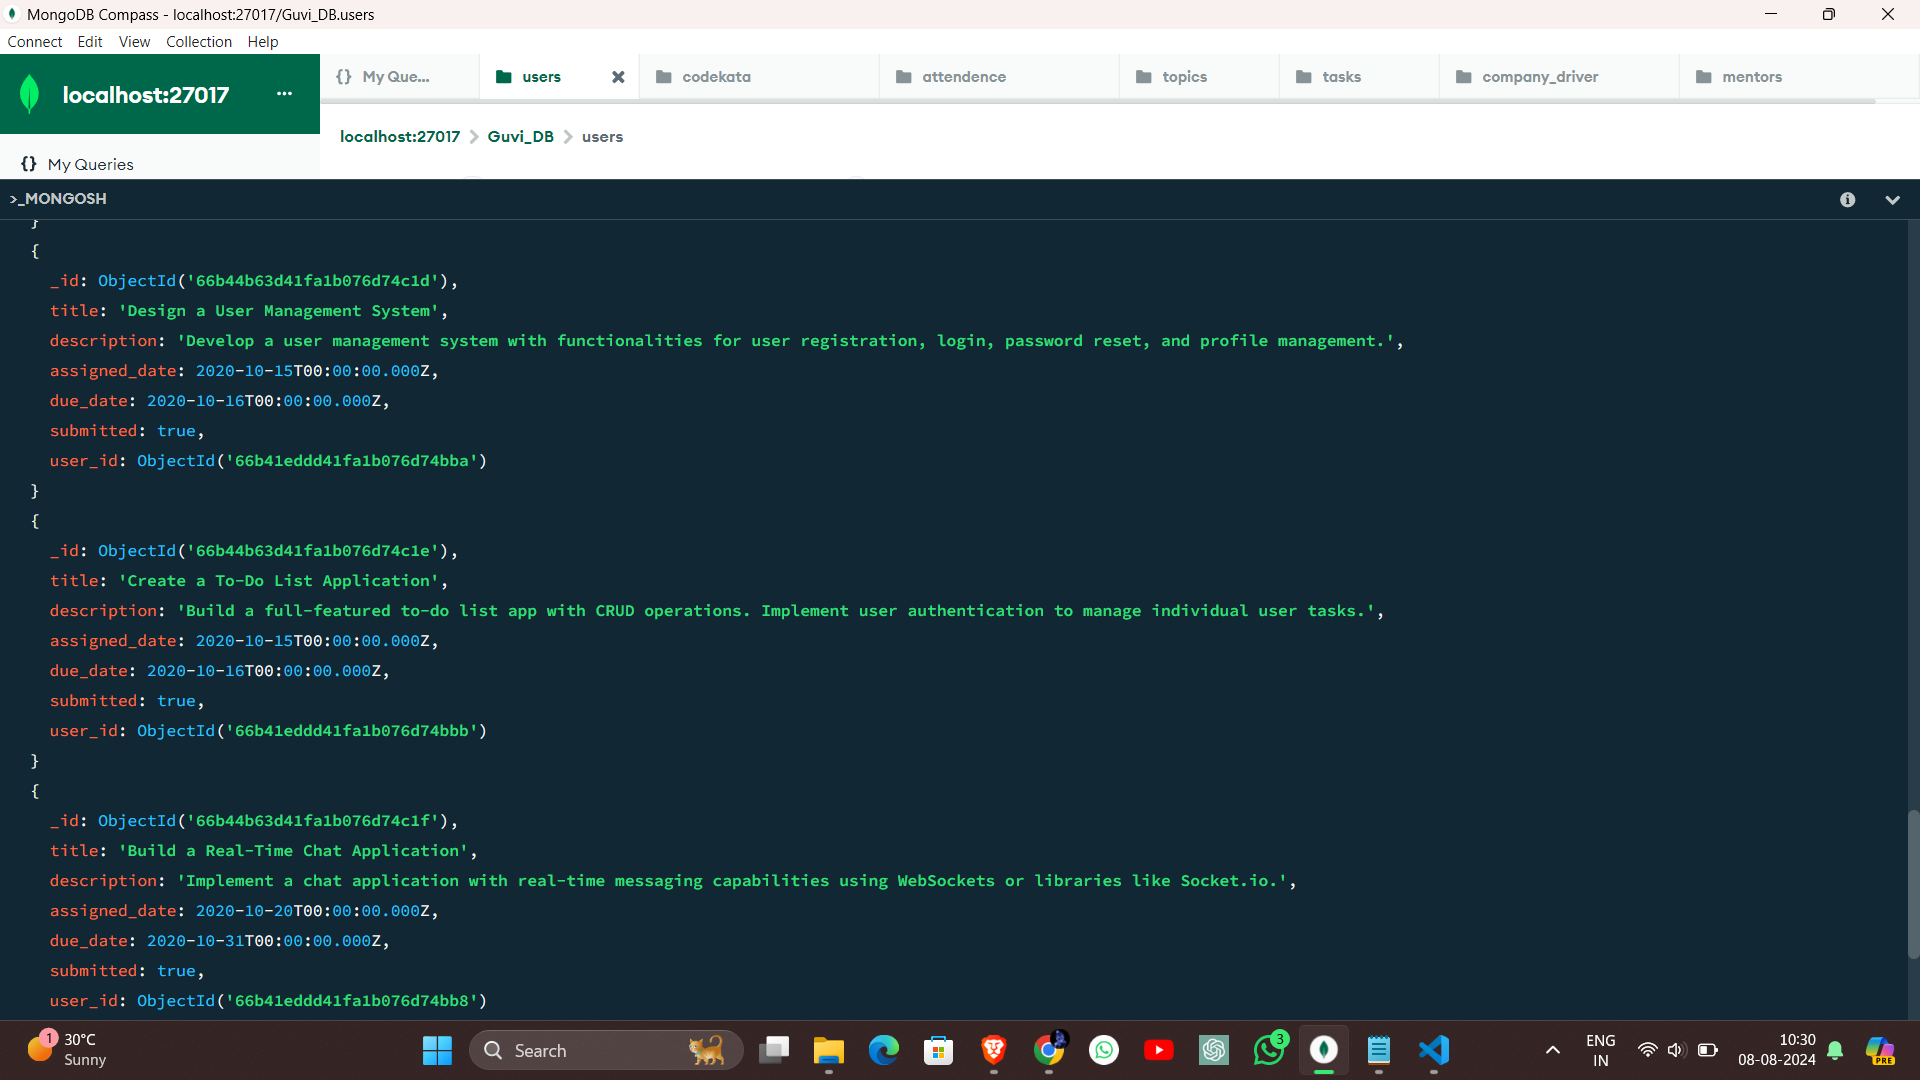 MongoDB Compass - localhost:27017/Guvi_DB.users
Connect Edit View Collection Help
localhost:27017 ...
{} My Que... users codekata attendence topics tasks company_driver mentors
localhost:27017 > Guvi_DB > users
{} My Queries
>_MONGOSH
}
{
_id: ObjectId('66b44b63d41fa1b076d74c1d'),
title: 'Design a User Management System',
description: 'Develop a user management system with functionalities for user registration, login, password reset, and profile management.',
assigned_date: 2020-10-15T00:00:00.000Z,
due_date: 2020-10-16T00:00:00.000Z,
submitted: true,
user_id: ObjectId('66b41eddd41fa1b076d74bba')
}
{
_id: ObjectId('66b44b63d41fa1b076d74c1e'),
title: 'Create a To-Do List Application',
description: 'Build a full-featured to-do list app with CRUD operations. Implement user authentication to manage individual user tasks.',
assigned_date: 2020-10-15T00:00:00.000Z,
due_date: 2020-10-16T00:00:00.000Z,
submitted: true,
user_id: ObjectId('66b41eddd41fa1b076d74bbb')
}
{
_id: ObjectId('66b44b63d41fa1b076d74c1f'),
title: 'Build a Real-Time Chat Application',
description: 'Implement a chat application with real-time messaging capabilities using WebSockets or libraries like Socket.io.',
assigned_date: 2020-10-20T00:00:00.000Z,
due_date: 2020-10-31T00:00:00.000Z,
submitted: true,
user_id: ObjectId('66b41eddd41fa1b076d74bb8')
1 30°C
Sunny
Search
3
ENG
IN
10:30
08-08-2024
PRE